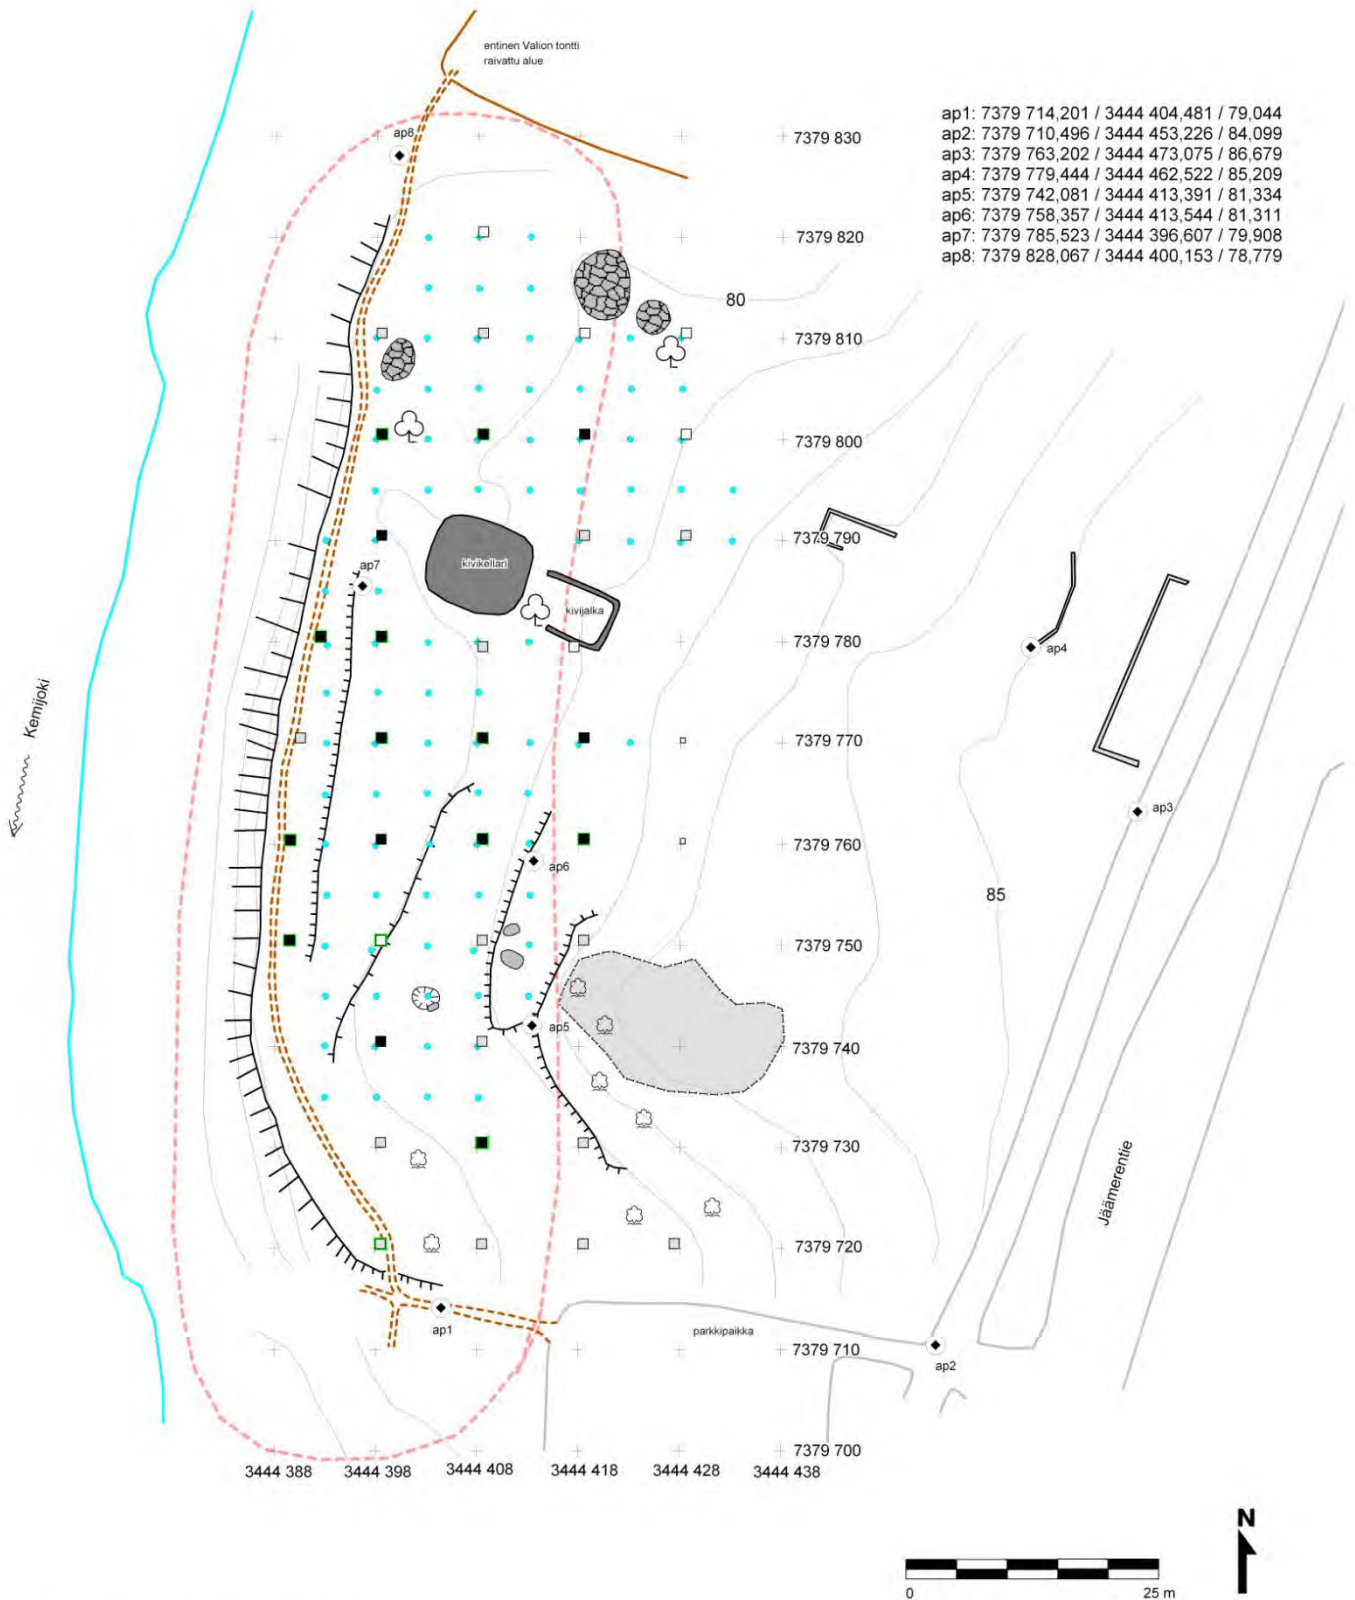 entinen Valion tontti
raivattu alue
ap1: 7379 714,201 / 3444 404,481 / 79,044
ap2: 7379 710,496 / 3444 453,226 / 84,099
ap3: 7379 763,202 / 3444 473,075 / 86,679
ap4: 7379 779,444 / 3444 462,522 / 85,209
ap5: 7379 742,081 / 3444 413,391 / 81,334
ap6: 7379 758,357 / 3444 413,544 / 81,311
ap7: 7379 785,523 / 3444 396,607 / 79,908
ap8: 7379 828,067 / 3444 400,153 / 78,779
ap8
7379 830
7379 820
80
7379 810
7379 800
7379 790
kivikellari
ap7
kivijalka
7379 780
ap4
Kemijoki
7379 770
ap3
7379 760
ap6
85
7379 750
ap5
7379 740
7379 730
Jäämerentie
7379 720
ap1
parkkipaikka
7379 710
ap2
7379 700
3444 388
3444 398
3444 408
3444 418
3444 428
3444 438
N
0
25 m